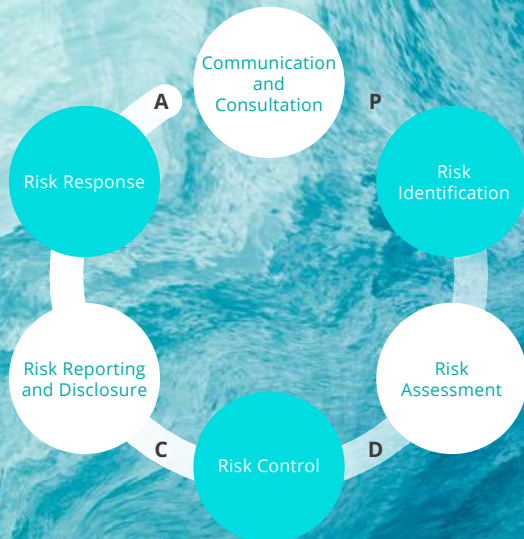 Communication
and
Consultation
A
P
Risk Response
Risk
Identification
Risk Reporting
and Disclosure
Risk
Assessment
C
Risk Control
D